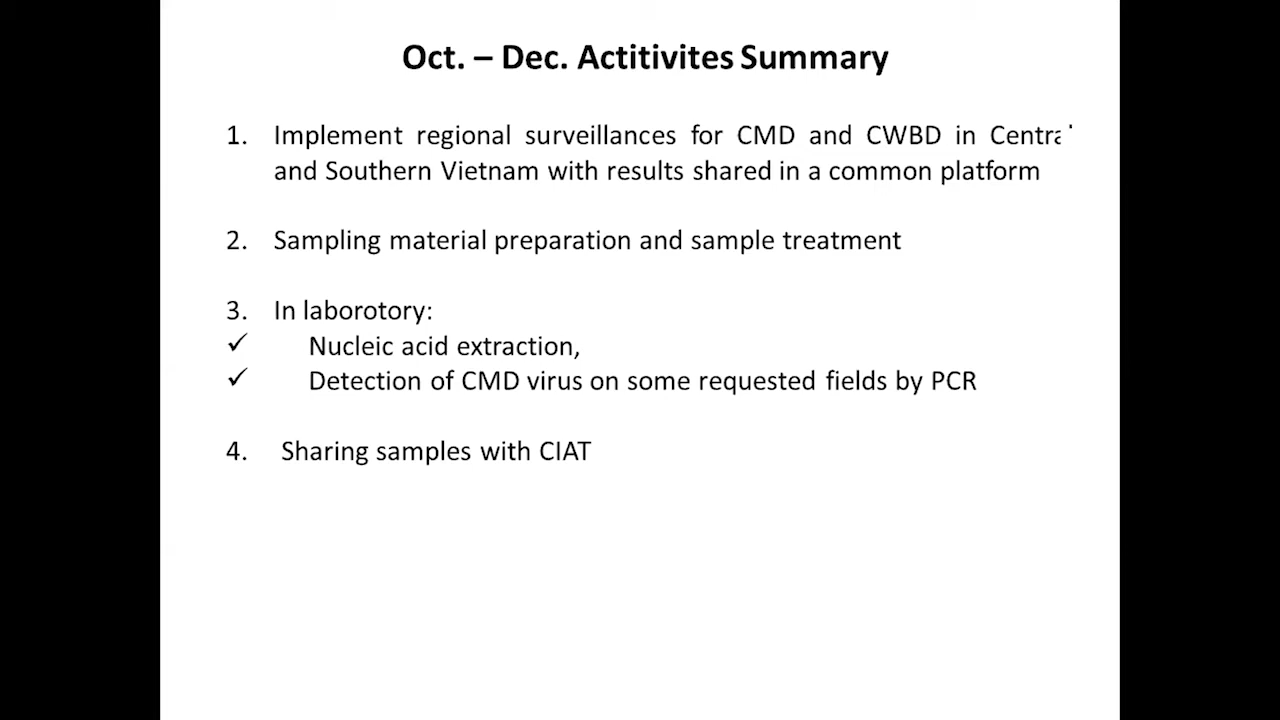 Oct. – Dec. Actitivites Summary
1. Implement regional surveillances for CMD and CWBD in
and Southern Vietnam with results shared in a common platform
2. Sampling material preparation and sample treatment
3. In laborotory:
✓ Nucleic acid extraction,
✓ Detection of CMD virus on some requested fields by PCR
4. Sharing samples with CIAT